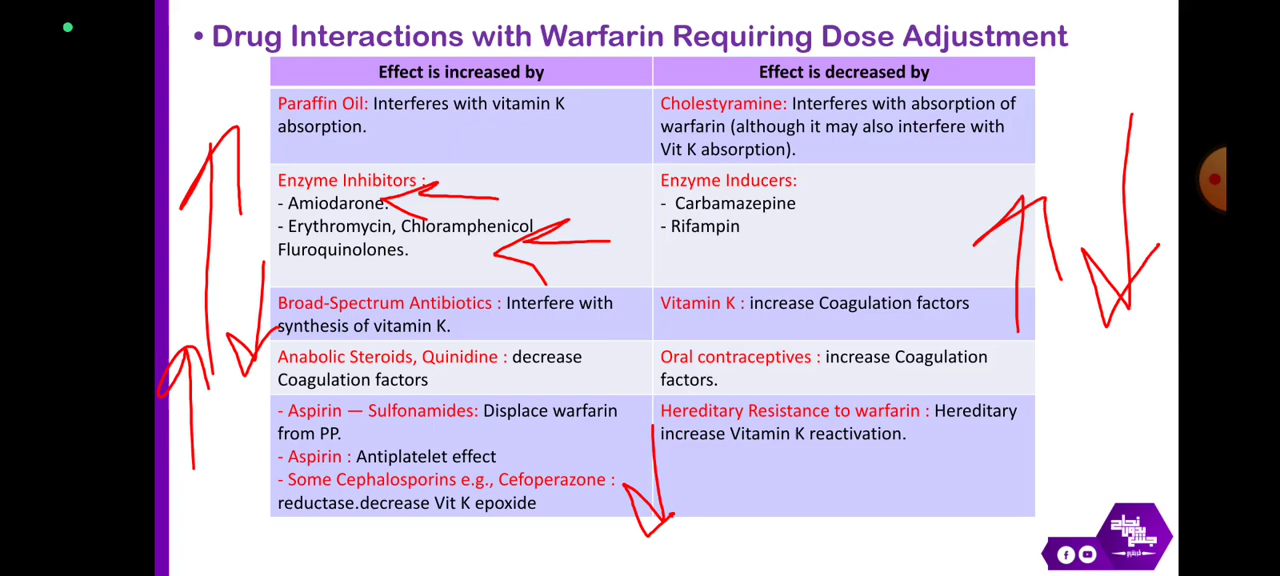 • Drug Interactions with Warfarin Requiring Dose Adjustment
Effect is increased by
Effect is decreased by
Paraffin Oil: Interferes with vitamin K
absorption.
Cholestyramine: Interferes with absorption of
warfarin (although it may also interfere with
Vit K absorption).
Enzyme Inhibitors :
- Amiodarone.
- Erythromycin, Chloramphenicol
Fluroquinolones.
Enzyme Inducers:
- Carbamazepine
- Rifampin
Broad-Spectrum Antibiotics : Interfere with
synthesis of vitamin K.
Vitamin K : increase Coagulation factors
Anabolic Steroids, Quinidine : decrease
Coagulation factors
Oral contraceptives : increase Coagulation
factors.
- Aspirin — Sulfonamides: Displace warfarin
from PP.
- Aspirin : Antiplatelet effect
- Some Cephalosporins e.g., Cefoperazone :
reductase.decrease Vit K epoxide
Hereditary Resistance to warfarin : Hereditary
increase Vitamin K reactivation.